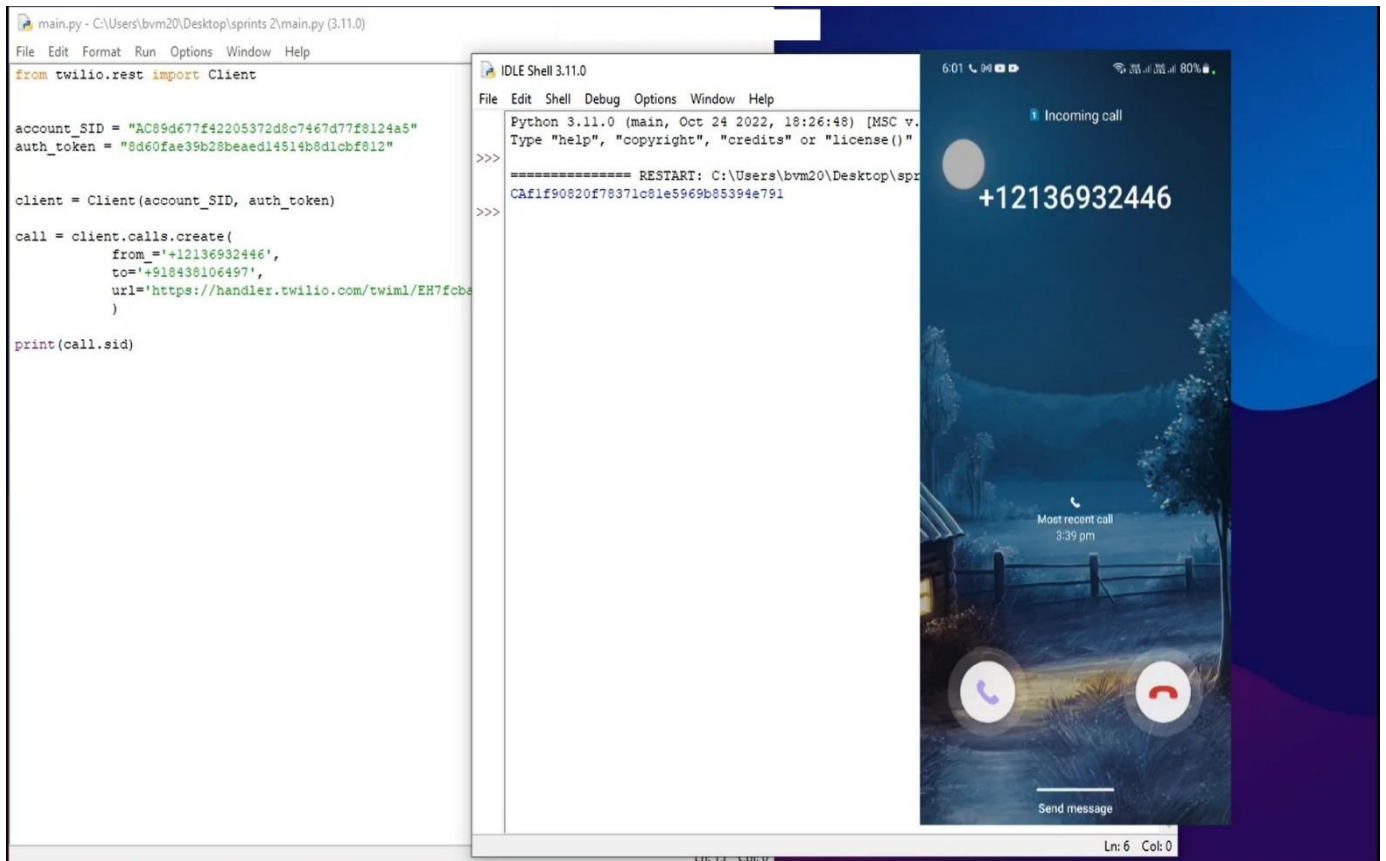 main.py - C:\Users\bvm20\Desktop\sprints 2\main.py (3.11.0)
File Edit Format Run Options Window Help
from twilio.rest import Client
account_SID = "AC89d677f42205372d8c7467d77f8124a5"
auth_token = "8d60fae39b28beaed14514b8d1cbf812"
client = Client(account_SID, auth_token)
call = client.calls.create(
from_='+12136932446',
to='+918438106497',
url='https://handler.twilio.com/twiml/EH7fcba
)
print(call.sid)
IDLE Shell 3.11.0
File Edit Shell Debug Options Window Help
Python 3.11.0 (main, Oct 24 2022, 18:26:48) [MSC v.
Type "help", "copyright", "credits" or "license()"
>>>
=============== RESTART: C:\Users\bvm20\Desktop\spr
CAf1f90820f78371c81e5969b85394e791
>>>
Ln: 6 Col: 0
6:01 80%
1 Incoming call
+12136932446
Most recent call
3:39 pm
Send message